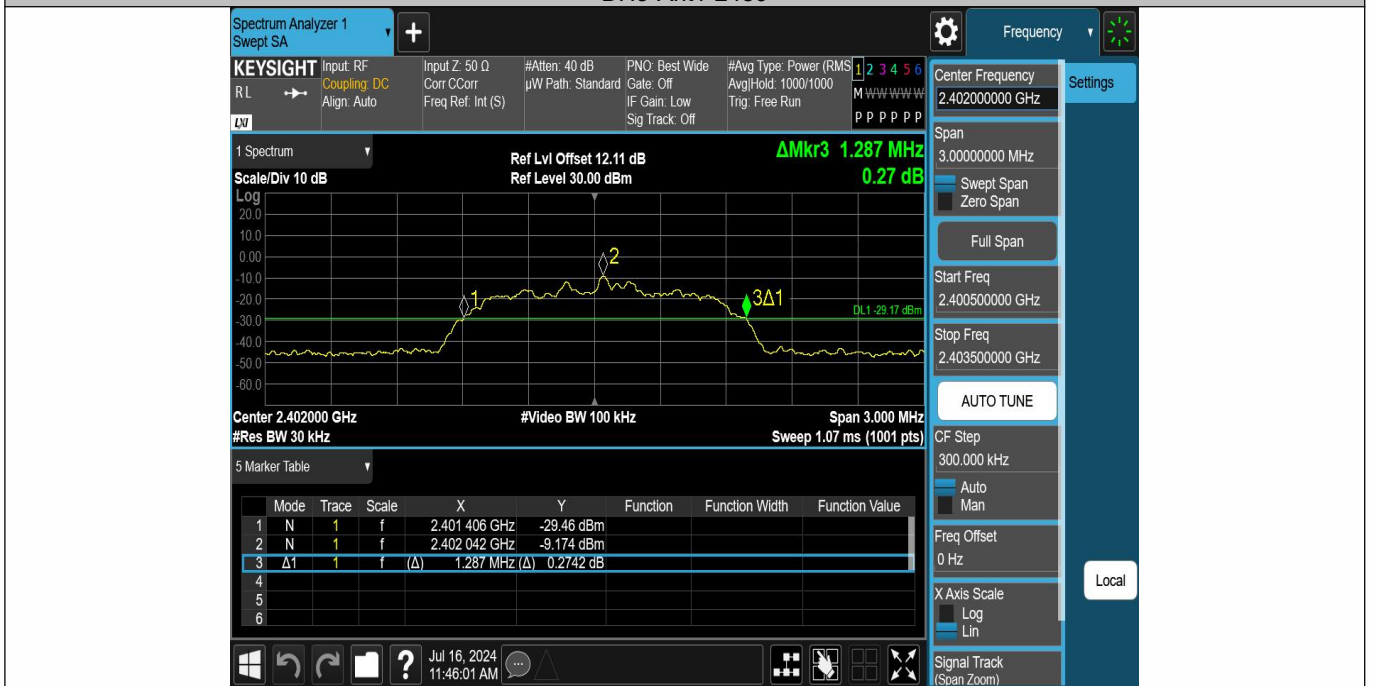 Spectrum Analyzer 1
Swept SA
Frequency
KEYSIGHT
RL
LXI
Input: RF
Coupling: DC
Align: Auto
Input Z: 50 Ω
Corr CCorr
Freq Ref: Int (S)
#Atten: 40 dB
µW Path: Standard
PNO: Best Wide
Gate: Off
IF Gain: Low
Sig Track: Off
#Avg Type: Power (RMS
Avg|Hold: 1000/1000
Trig: Free Run
1 2 3 4 5 6
M W W W W W
P P P P P P
Center Frequency
2.402000000 GHz
Settings
Span
3.00000000 MHz
Swept Span
Zero Span
Full Span
Start Freq
2.400500000 GHz
Stop Freq
2.403500000 GHz
AUTO TUNE
CF Step
300.000 kHz
Auto
Man
Freq Offset
0 Hz
Local
X Axis Scale
Log
Lin
Signal Track
(Span Zoom)
1 Spectrum
Scale/Div 10 dB
Ref Lvl Offset 12.11 dB
Ref Level 30.00 dBm
ΔMkr3 1.287 MHz
0.27 dB
Log
20.0
10.0
0.00
-10.0
-20.0
-30.0
-40.0
-50.0
-60.0
1
2
3Δ1
DL1 -29.17 dBm
Center 2.402000 GHz
#Res BW 30 kHz
#Video BW 100 kHz
Span 3.000 MHz
Sweep 1.07 ms (1001 pts)
5 Marker Table
Mode Trace Scale X Y Function Function Width Function Value
1 N 1 f 2.401 406 GHz -29.46 dBm
2 N 1 f 2.402 042 GHz -9.174 dBm
3 Δ1 1 f (Δ) 1.287 MHz (Δ) 0.2742 dB
4
5
6
?
Jul 16, 2024
11:46:01 AM